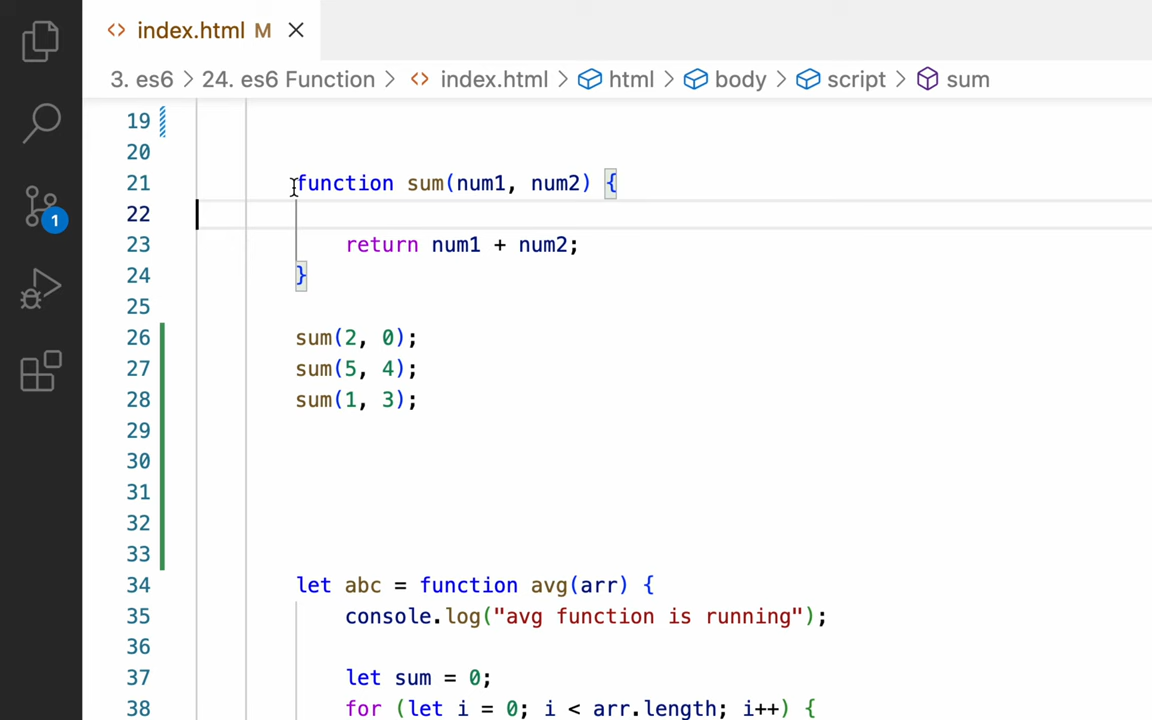 index.html M
3. es6 > 24. es6 Function > index.html > html > body > script > sum
19
20
21 function sum(num1, num2) {
22
23 return num1 + num2;
24 }
25
26 sum(2, 0);
27 sum(5, 4);
28 sum(1, 3);
29
30
31
32
33
34 let abc = function avg(arr) {
35 console.log("avg function is running");
36
37 let sum = 0;
38 for (let i = 0; i < arr.length; i++) {
1